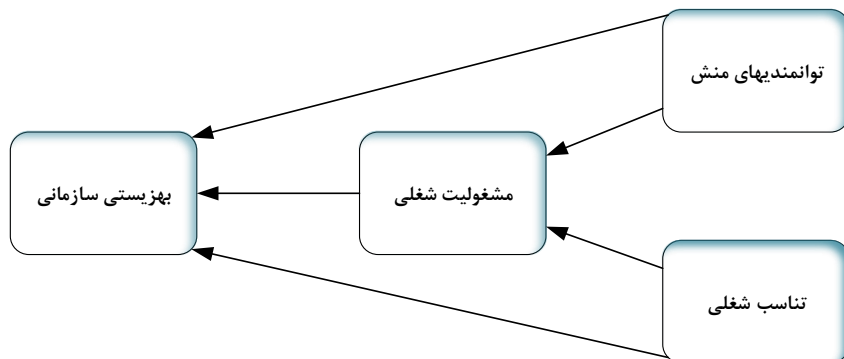 توانمندیهای منش
مشغولیت شغلی
بهزیستی سازمانی
تناسب شغلی